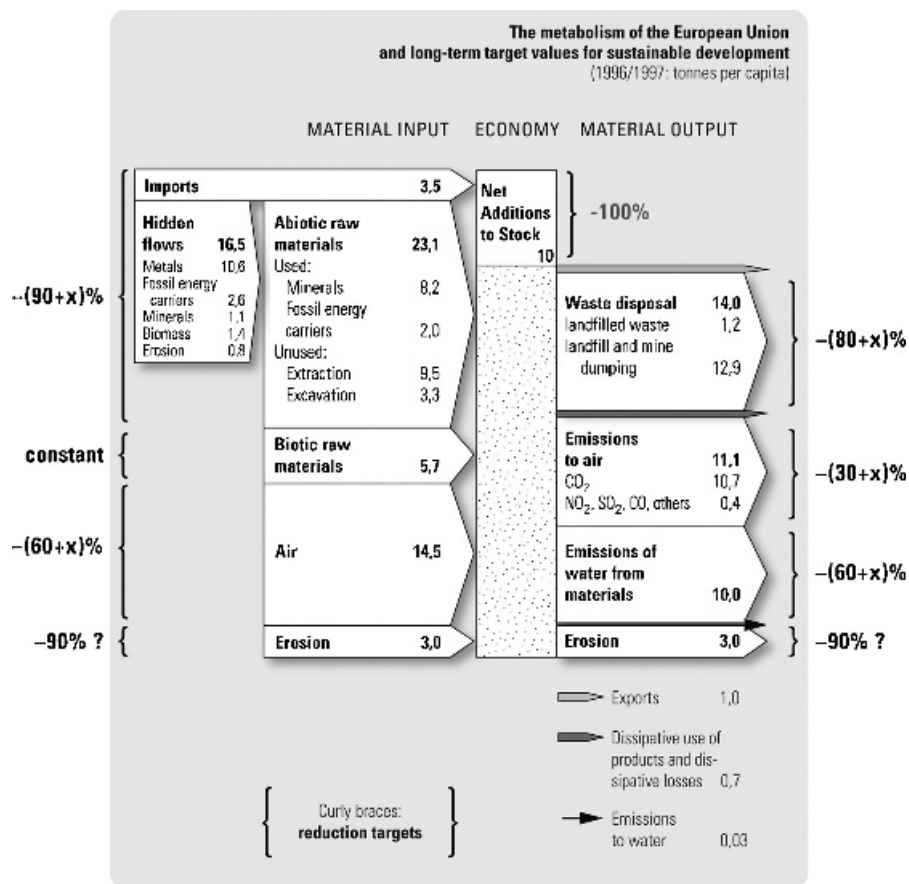 The metabolism of the European Union
and long-term target values for sustainable development
(1996/1997: tonnes per capita)
MATERIAL INPUT ECONOMY MATERIAL OUTPUT
--(90+x)%
Imports 3,5
Hidden
flows 16,5
Metals 10,6
Fossil energy
carriers 2,6
Minerals 1,1
Biomass 1,4
Erosion 0,8
Abiotic raw
materials 23,1
Used:
Minerals 8,2
Fossil energy
carriers 2,0
Unused:
Extraction 9,5
Excavation 3,3
constant
Biotic raw
materials 5,7
–(60+x)%
Air 14,5
–90% ?
Erosion 3,0
Net
Additions
to Stock
10
-100%
Waste disposal 14,0
landfilled waste 1,2
landfill and mine
dumping 12,9
–(80+x)%
Emissions
to air 11,1
CO₂ 10,7
NO₂, SO₂, CO, others 0,4
–(30+x)%
Emissions of
water from
materials 10,0
–(60+x)%
Erosion 3,0
–90% ?
Exports 1,0
Dissipative use of
products and dis-
sipative losses 0,7
Emissions
to water 0,03
Curly braces:
reduction targets